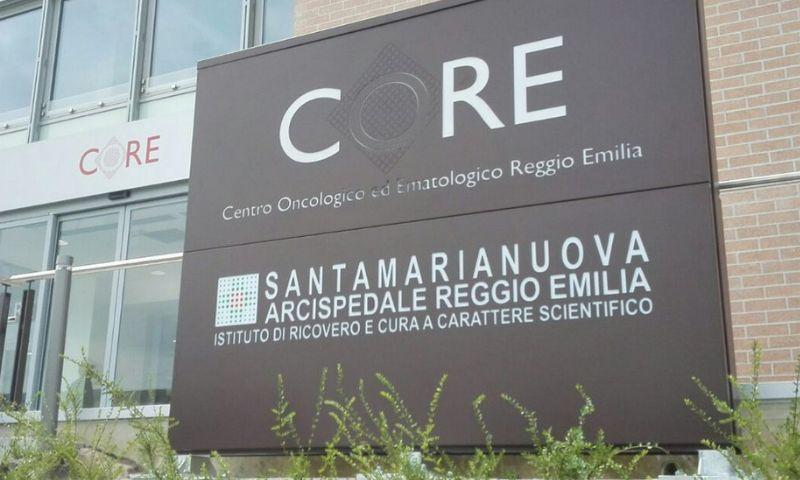 CORE
Centro Oncologico ed Ematologico Reggio Emilia
CORE
SANTAMARIANUOVA
ARCISPEDALE REGGIO EMILIA
ISTITUTO DI RICOVERO E CURA A CARATTERE SCIENTIFICO